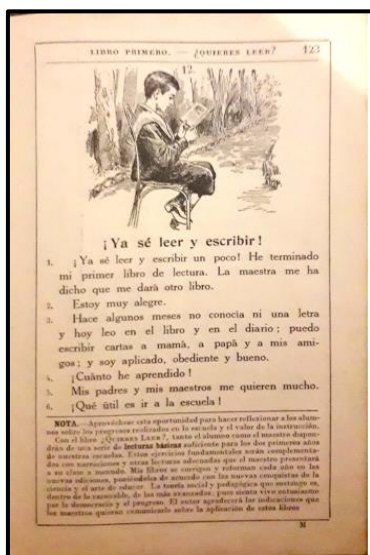 LIBRO PRIMERO. — ¿QUIERES LEER? 123
12.
¡Ya sé leer y escribir!
1. ¡Ya sé leer y escribir un poco! He terminado
mi primer libro de lectura. La maestra me ha
dicho que me dará otro libro.
2. Estoy muy alegre.
3. Hace algunos meses no conocía ni una letra
y hoy leo en el libro y en el diario; puedo
escribir cartas a mamá, a papá y a mis ami-
gos; y soy aplicado, obediente y bueno.
4. ¡Cuánto he aprendido!
5. Mis padres y mis maestros me quieren mucho.
6. ¡Qué útil es ir a la escuela!
NOTA. — Aprovéchese esta oportunidad para hacer reflexionar a los alum-
nos sobre los progresos realizados en la escuela y el valor de la instrucción.
Con el libro ¿QUIERES LEER?, tanto el alumno como el maestro dispon-
drán de una serie de lecturas básicas suficiente para los dos primeros años
de nuestras escuelas. Estos ejercicios fundamentales serán complementa-
dos con narraciones y otras lecturas adecuadas que el maestro presentará
a su clase a menudo. Mis libros se corrigen y reforman cada año en las
nuevas ediciones, poniéndolos de acuerdo con las nuevas conquistas de la
ciencia y el arte de educar. La teoría social y pedagógica que sostengo es,
dentro de lo razonable, de las más avanzadas, pues siento vivo entusiasmo
por la democracia y el progreso. El autor agradecerá las indicaciones que
los maestros quieran comunicarle sobre la aplicación de estos libros